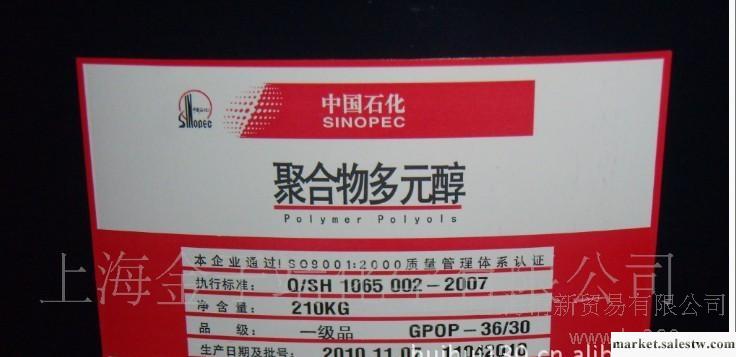 中国石化
SINOPEC
Sinopec
聚合物多元醇
Polymer Polyols
本企业通过ISO9001:2000质量管理体系认证
执行标准: Q/SH 1065 002-2007
净含量: 210KG
品 级: 一级品 GPOP-36/30
生产日期及批号: 2010.11.0
上海金
新贸易有限公司
market.salestw.com